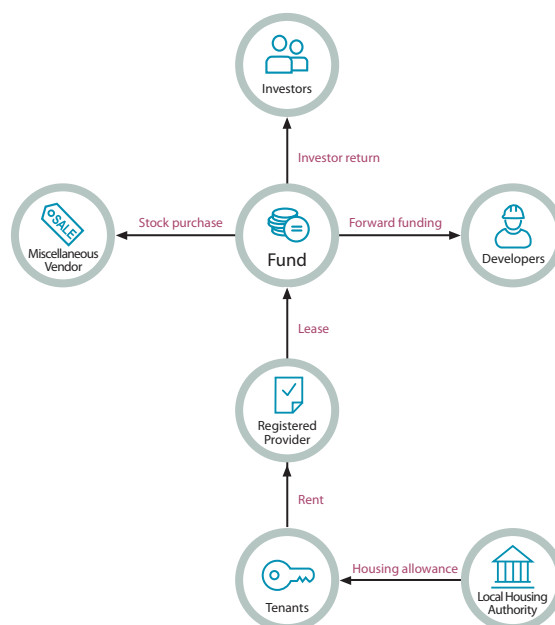 Investors
Investor return
SALE
Miscellaneous
Vendor
Stock purchase
Fund
Forward funding
Developers
Lease
Registered
Provider
Rent
Tenants
Housing allowance
Local Housing
Authority